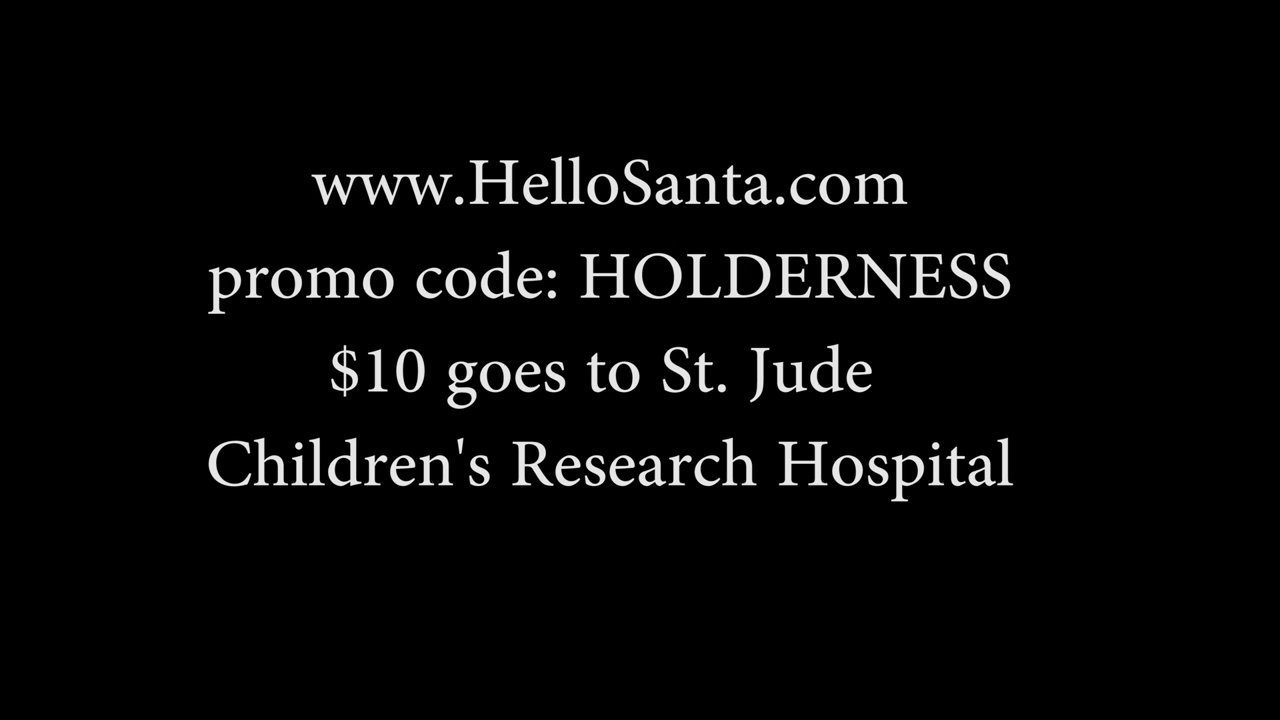 www.HelloSanta.com
promo code: HOLDERNESS
$10 goes to St. Jude
Children's Research Hospital